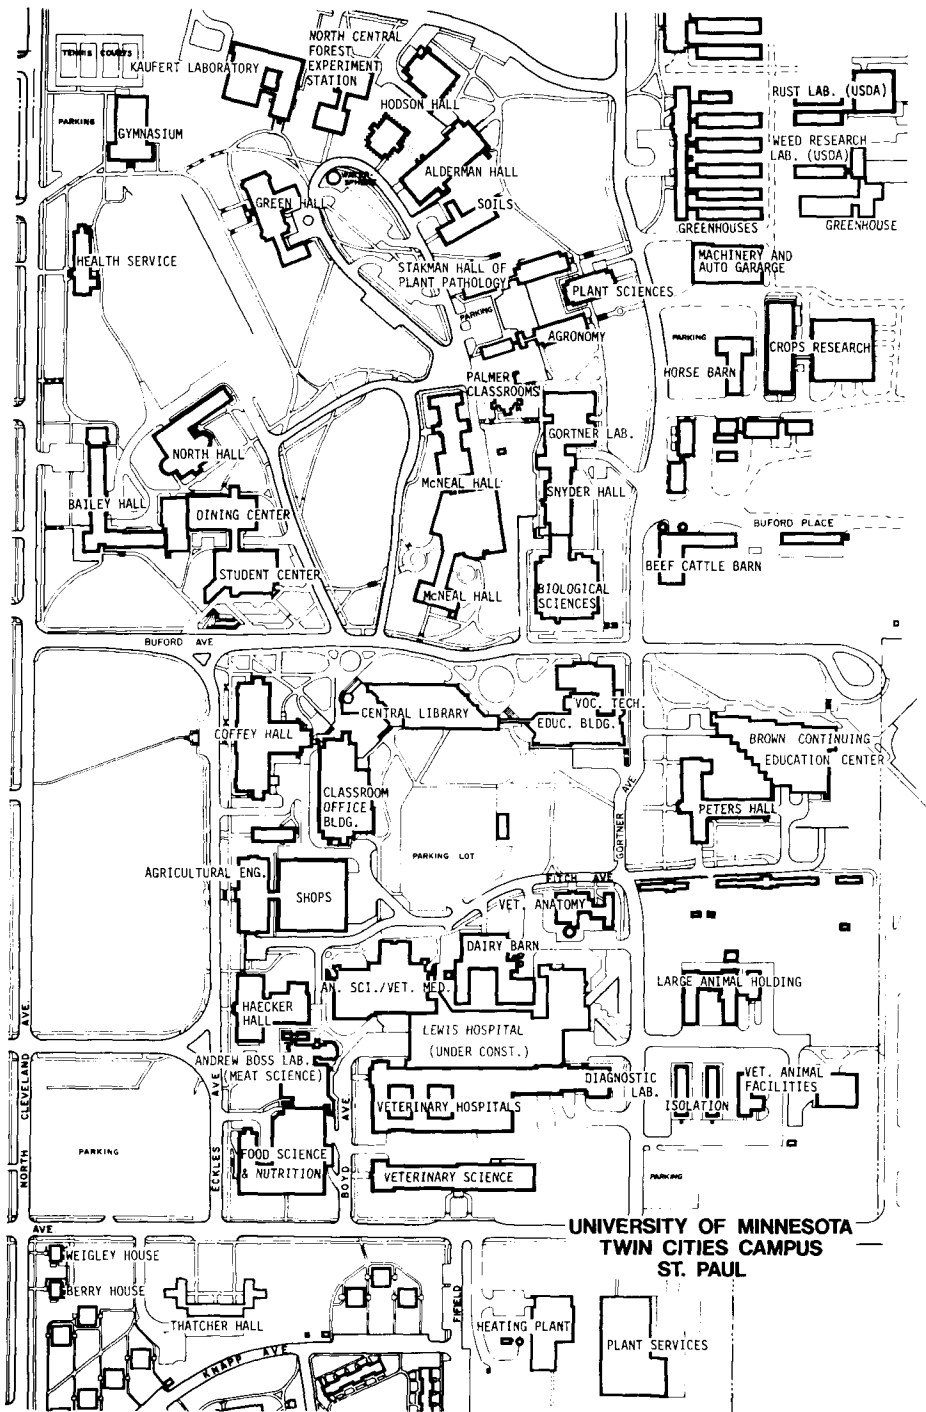 TENNIS COURTS
KAUFERT LABORATORY
NORTH CENTRAL
FOREST
EXPERIMENT
STATION
HODSON HALL
RUST LAB. (USDA)
PARKING
GYMNASIUM
WEED RESEARCH
LAB. (USDA)
ALDERMAN HALL
GREEN HALL
SOILS
GREENHOUSES
GREENHOUSE
HEALTH SERVICE
STAKMAN HALL OF
PLANT PATHOLOGY
MACHINERY AND
AUTO GARARGE
PLANT SCIENCES
PARKING
AGRONOMY
PARKING
CROPS RESEARCH
HORSE BARN
PALMER
CLASSROOMS
GORTNER LAB.
NORTH HALL
McNEAL HALL
SNYDER HALL
BAILEY HALL
DINING CENTER
BUFORD PLACE
STUDENT CENTER
BEEF CATTLE BARN
McNEAL HALL
BIOLOGICAL
SCIENCES
BUFORD AVE
COFFEY HALL
CENTRAL LIBRARY
VOC. TECH.
EDUC. BLDG.
BROWN CONTINUING
EDUCATION CENTER
CLASSROOM
OFFICE
BLDG.
GORTNER AVE
PETERS HALL
PARKING LOT
AGRICULTURAL ENG.
SHOPS
FITCH AVE
VET. ANATOMY
DAIRY BARN
AN. SCI./VET. MED.
LARGE ANIMAL HOLDING
HAECKER
HALL
LEWIS HOSPITAL
(UNDER CONST.)
ANDREW BOSS LAB.
(MEAT SCIENCE)
DIAGNOSTIC
LAB.
VET. ANIMAL
FACILITIES
ISOLATION
VETERINARY HOSPITALS
NORTH CLEVELAND AVE.
ECKLES AVE
BOYD AVE
PARKING
FOOD SCIENCE
& NUTRITION
VETERINARY SCIENCE
PARKING
UNIVERSITY OF MINNESOTA
TWIN CITIES CAMPUS
ST. PAUL
AVE
WEIGLEY HOUSE
BERRY HOUSE
THATCHER HALL
FIFIELD
HEATING PLANT
PLANT SERVICES
KNAPP AVE